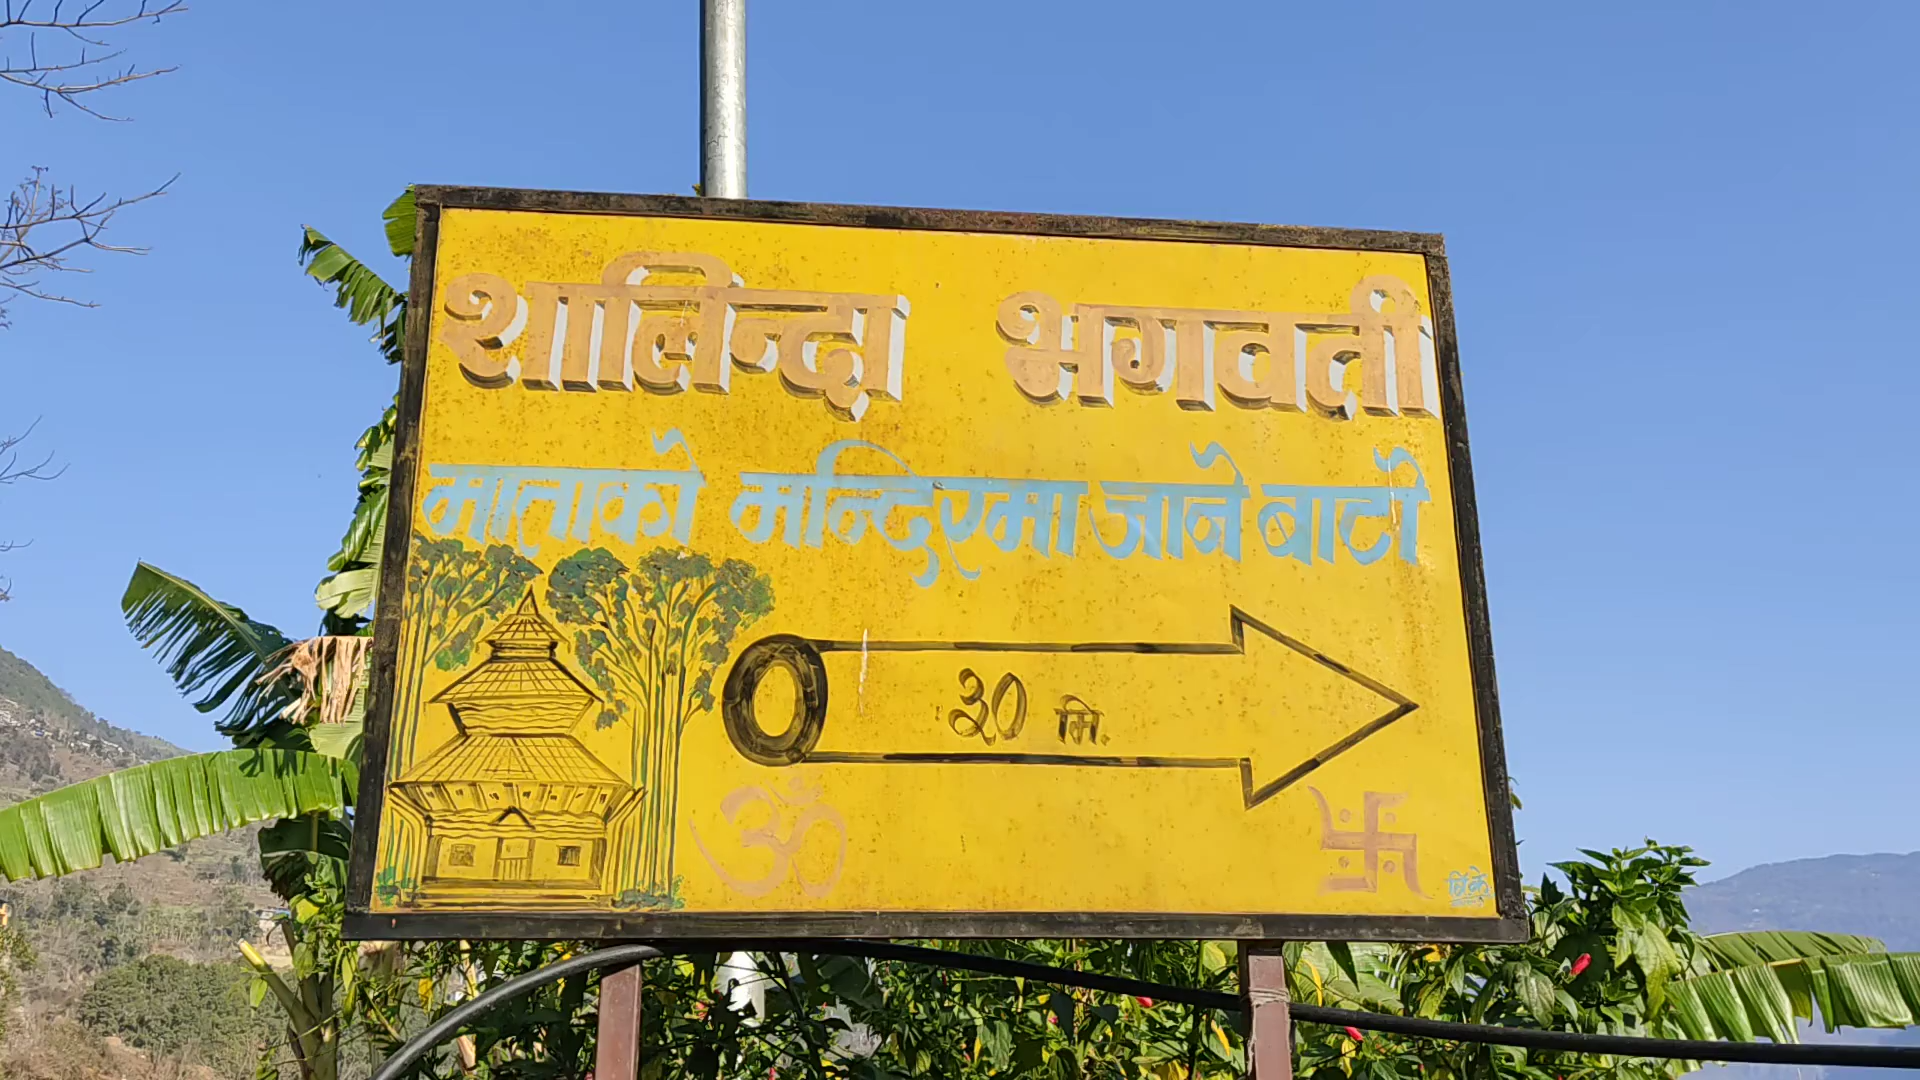 शालिन्दा भगवती
माताको मन्दिरमा जाने बाटो
३० मि.
ॐ